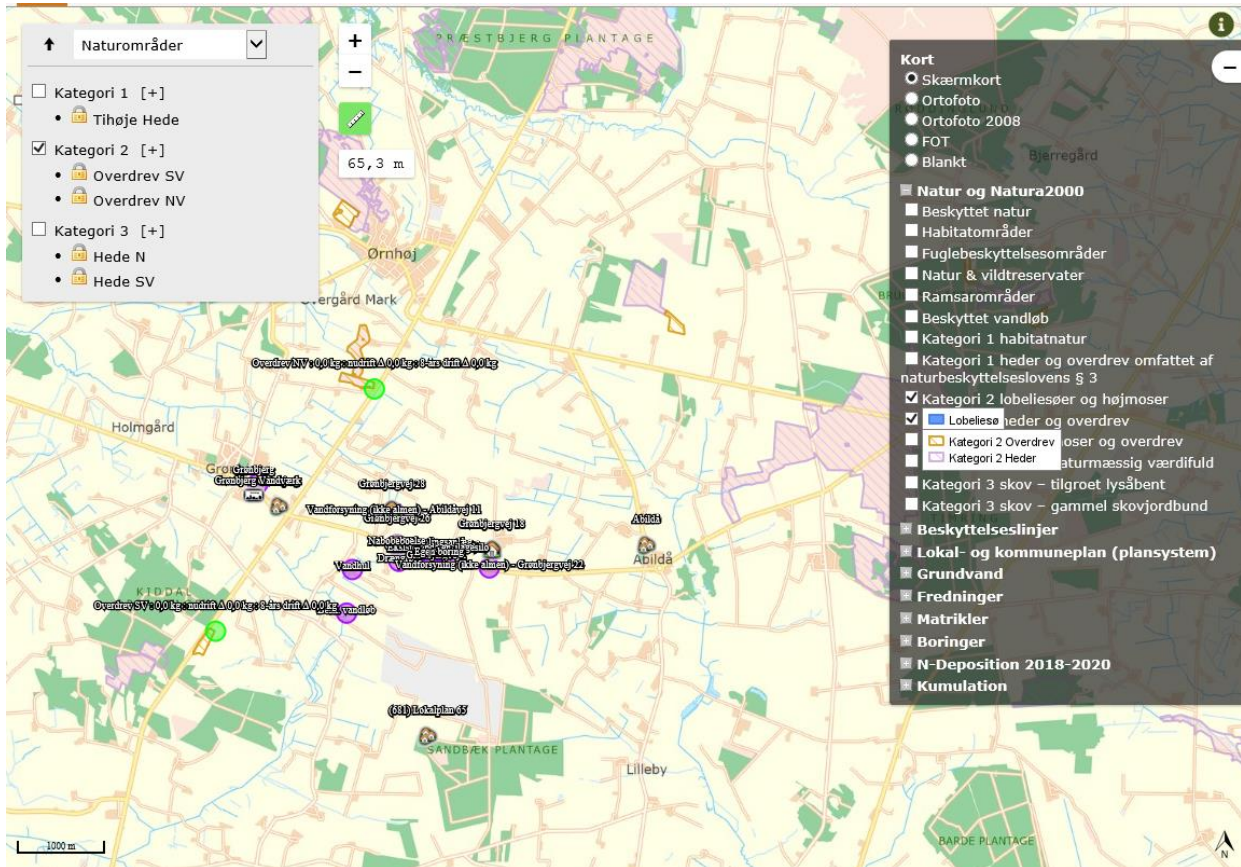 Naturområder
Kategori 1 [+]
Tihøje Hede
Kategori 2 [+]
Overdrev SV
Overdrev NV
Kategori 3 [+]
Hede N
Hede SV
+
−
65,3 m
PRÆSTBJERG PLANTAGE
Ørnhøj
vergård Mark
Overdrev NV : 0,0 kg :: nudrift Δ 0,0 kg :: 8-års drift Δ 0,0 kg
Holmgård
Grønbjerg
Grønbjerg Vandværk
Grønbjergvej 28
Vandforsyning (ikke almen) - Abildåvej 11
Grønbjergvej 26
Grønbjergvej 18
Abildå
Abildå
Egen boring
Vandforsyning (ikke almen) - Grønbjergvej 22
Vandhul
KIDDAL
Overdrev SV : 0,0 kg :: nudrift Δ 0,0 kg :: 8-års drift Δ 0,0 kg
vandløb
(681) Lokalplan 65
SANDBÆK PLANTAGE
Lilleby
BARDE PLANTAGE
Bjerregård
1000 m
N
i
−
Kort
Skærmkort
Ortofoto
Ortofoto 2008
FOT
Blankt
Natur og Natura2000
Beskyttet natur
Habitatområder
Fuglebeskyttelsesområder
Natur & vildtreservater
Ramsarområder
Beskyttet vandløb
Kategori 1 habitatnatur
Kategori 1 heder og overdrev omfattet af
naturbeskyttelseslovens § 3
Kategori 2 lobeliesøer og højmoser
heder og overdrev
Lobeliesø
oser og overdrev
Kategori 2 Overdrev
Kategori 2 Heder
aturmæssig værdifuld
Kategori 3 skov – tilgroet lysåbent
Kategori 3 skov – gammel skovjordbund
Beskyttelseslinjer
Lokal- og kommuneplan (plansystem)
Grundvand
Fredninger
Matrikler
Boringer
N-Deposition 2018-2020
Kumulation